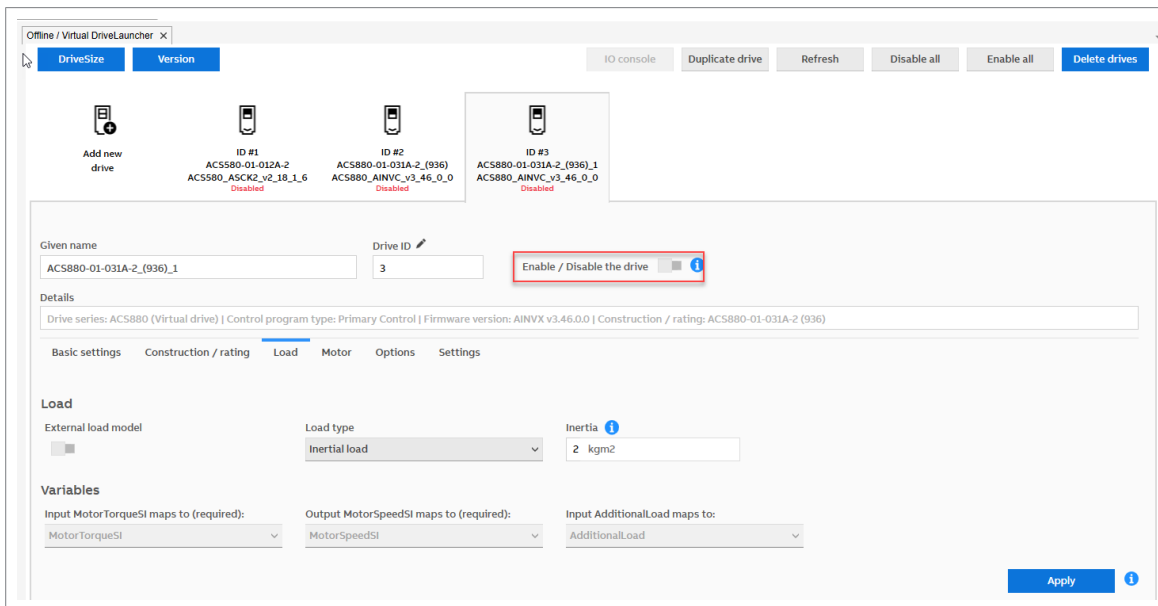 Offline / Virtual DriveLauncher ×
DriveSize Version IO console Duplicate drive Refresh Disable all Enable all Delete drives
Add new
drive
ID #1
ACS580-01-012A-2
ACS580_ASCK2_v2_18_1_6
Disabled
ID #2
ACS880-01-031A-2_(936)
ACS880_AINVC_v3_46_0_0
Disabled
ID #3
ACS880-01-031A-2_(936)_1
ACS880_AINVC_v3_46_0_0
Disabled
Given name Drive ID
ACS880-01-031A-2_(936)_1 3 Enable / Disable the drive
Details
Drive series: ACS880 (Virtual drive) | Control program type: Primary Control | Firmware version: AINVX v3.46.0.0 | Construction / rating: ACS880-01-031A-2 (936)
Basic settings Construction / rating Load Motor Options Settings
Load
External load model Load type Inertia
Inertial load 2 kgm2
Variables
Input MotorTorqueSI maps to (required): Output MotorSpeedSI maps to (required): Input AdditionalLoad maps to:
MotorTorqueSI MotorSpeedSI AdditionalLoad
Apply